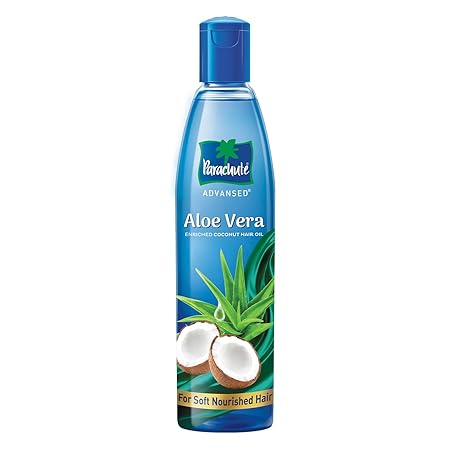 Parachute®
ADVANSED®
Aloe Vera
ENRICHED COCONUT HAIR OIL
For Soft Nourished Hair